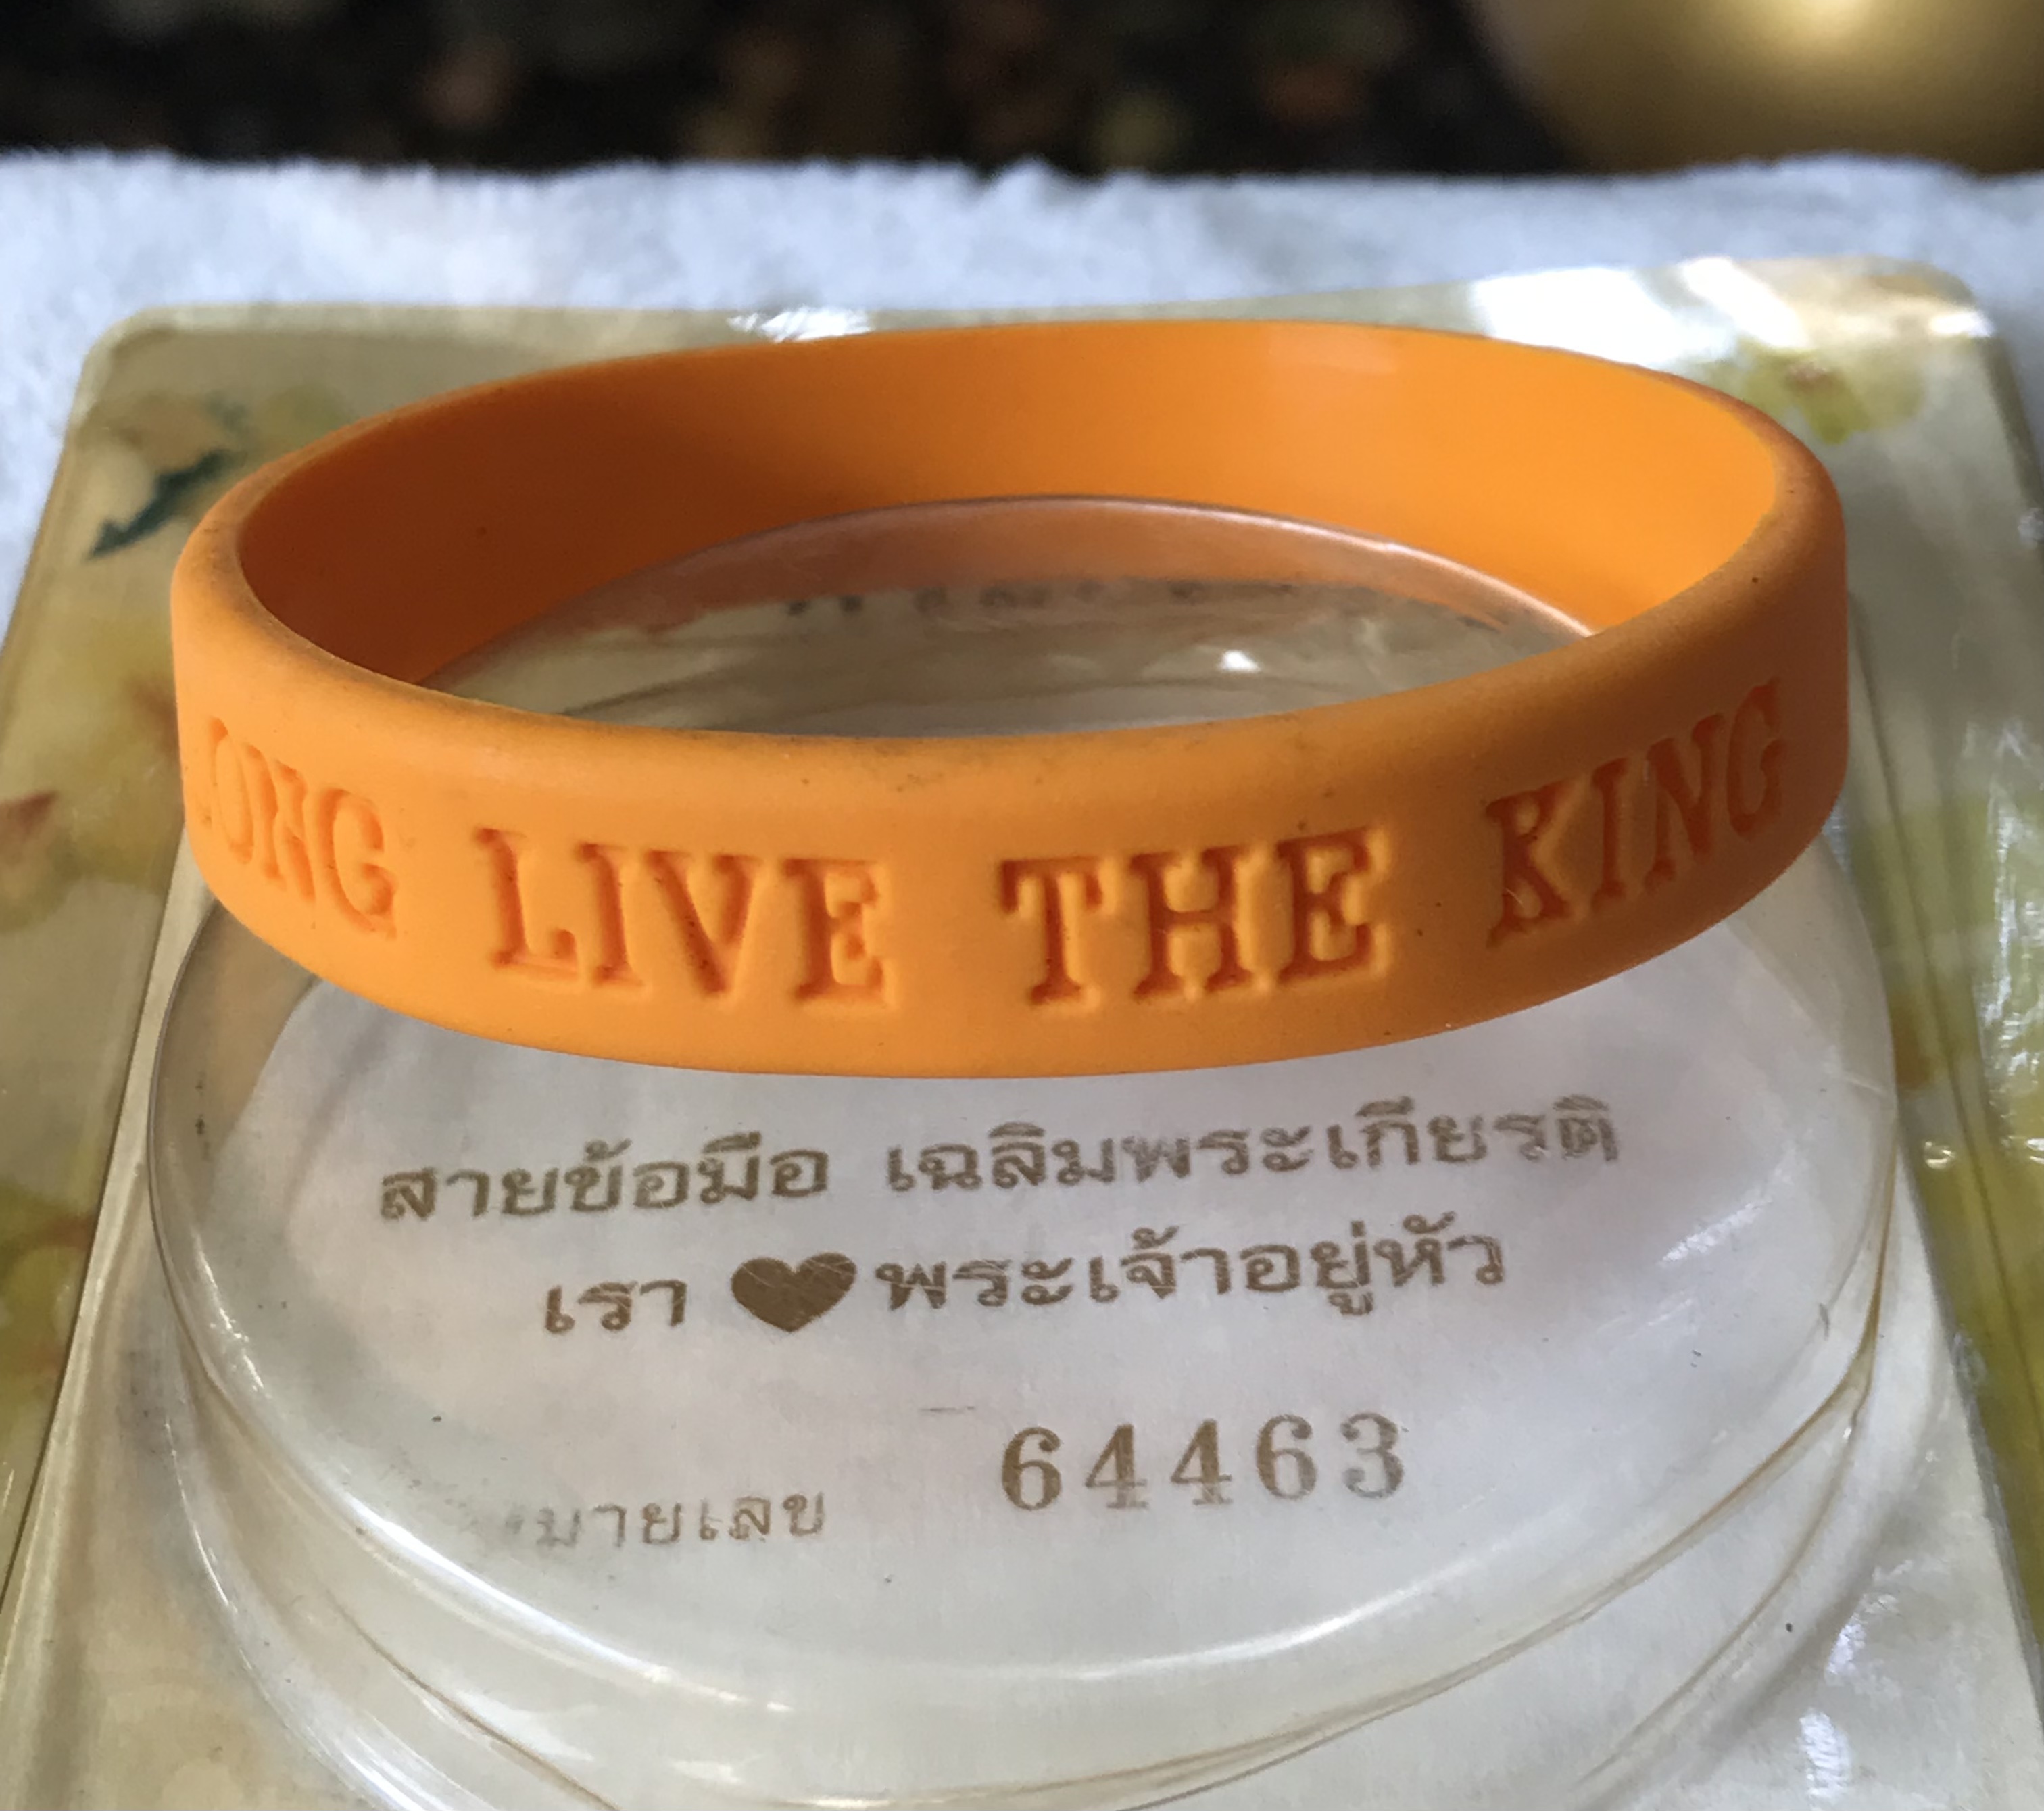 LONG LIVE THE KING
สายข้อมือ เฉลิมพระเกียรติ
เรา ♥ พระเจ้าอยู่หัว
หมายเลข 64463